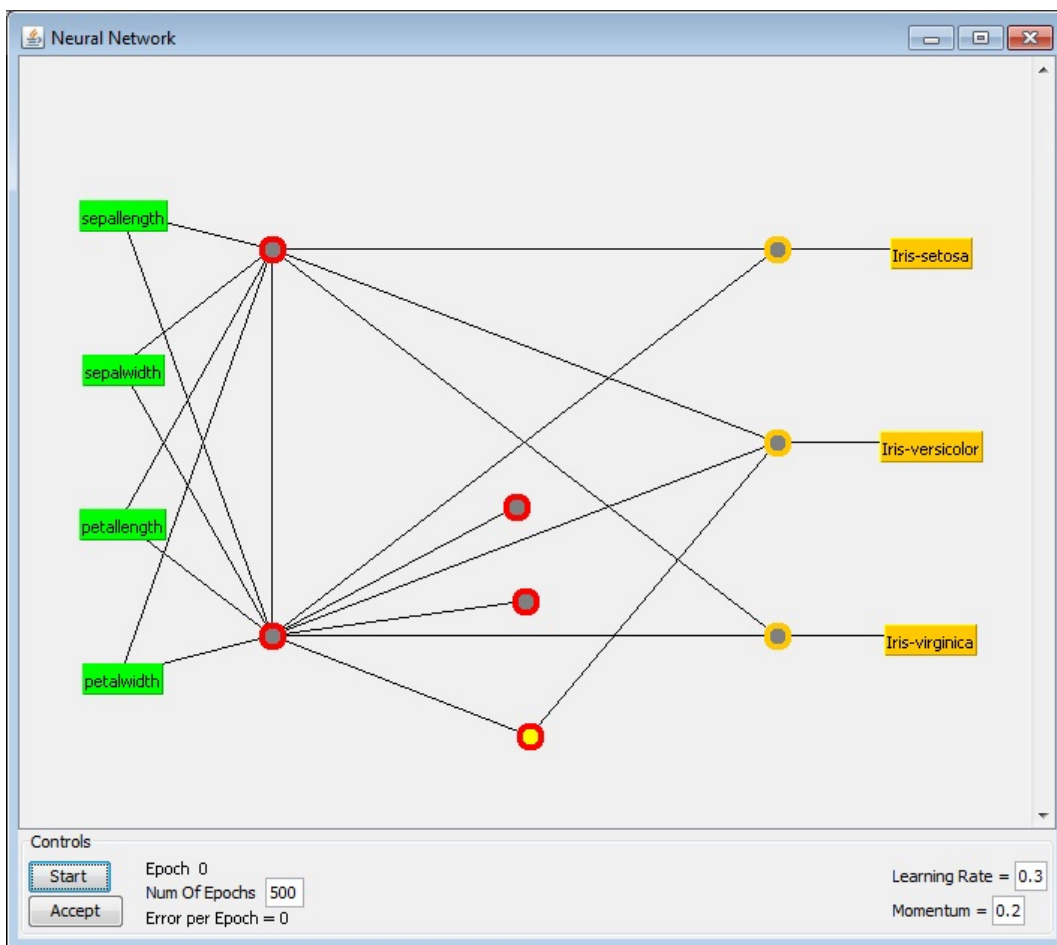 Neural Network
sepallength
sepalwidth
petallength
petalwidth
Iris-setosa
Iris-versicolor
Iris-virginica
Controls
Start
Accept
Epoch 0
Num Of Epochs 500
Error per Epoch = 0
Learning Rate = 0.3
Momentum = 0.2